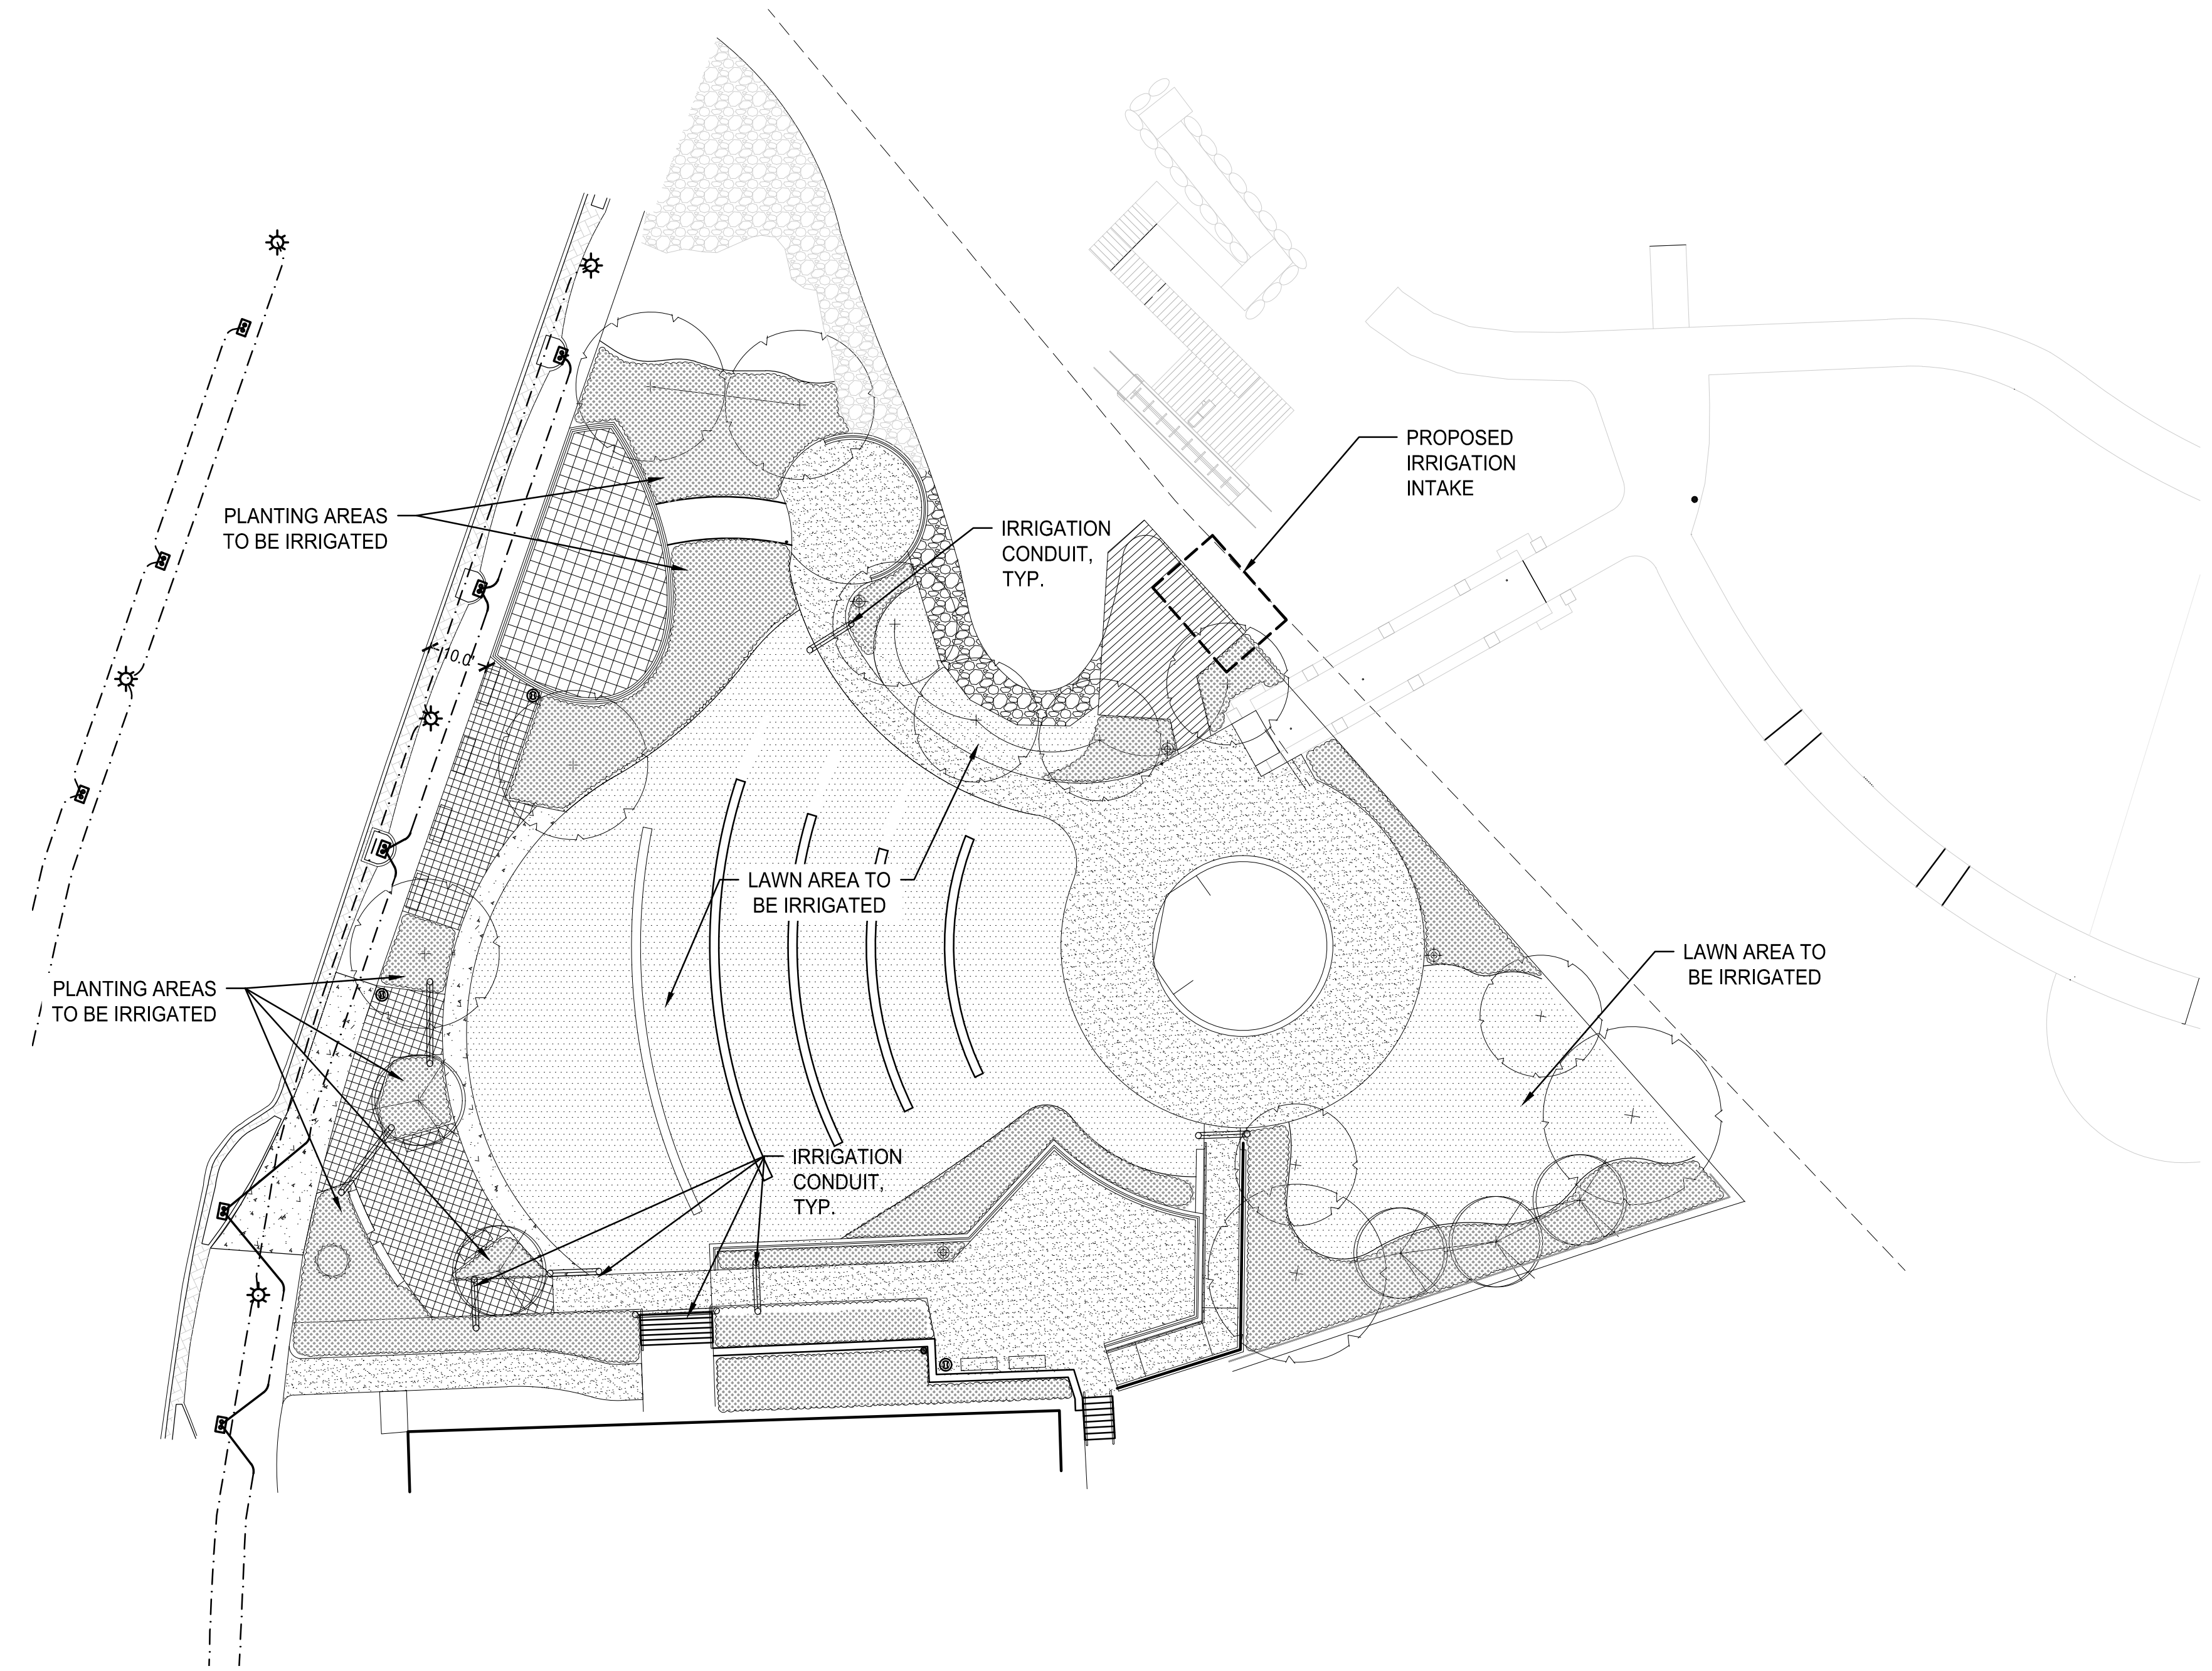 PROPOSED
IRRIGATION
INTAKE
PLANTING AREAS
TO BE IRRIGATED
IRRIGATION
CONDUIT,
TYP.
10.0'
LAWN AREA TO
BE IRRIGATED
LAWN AREA TO
BE IRRIGATED
PLANTING AREAS
TO BE IRRIGATED
IRRIGATION
CONDUIT,
TYP.